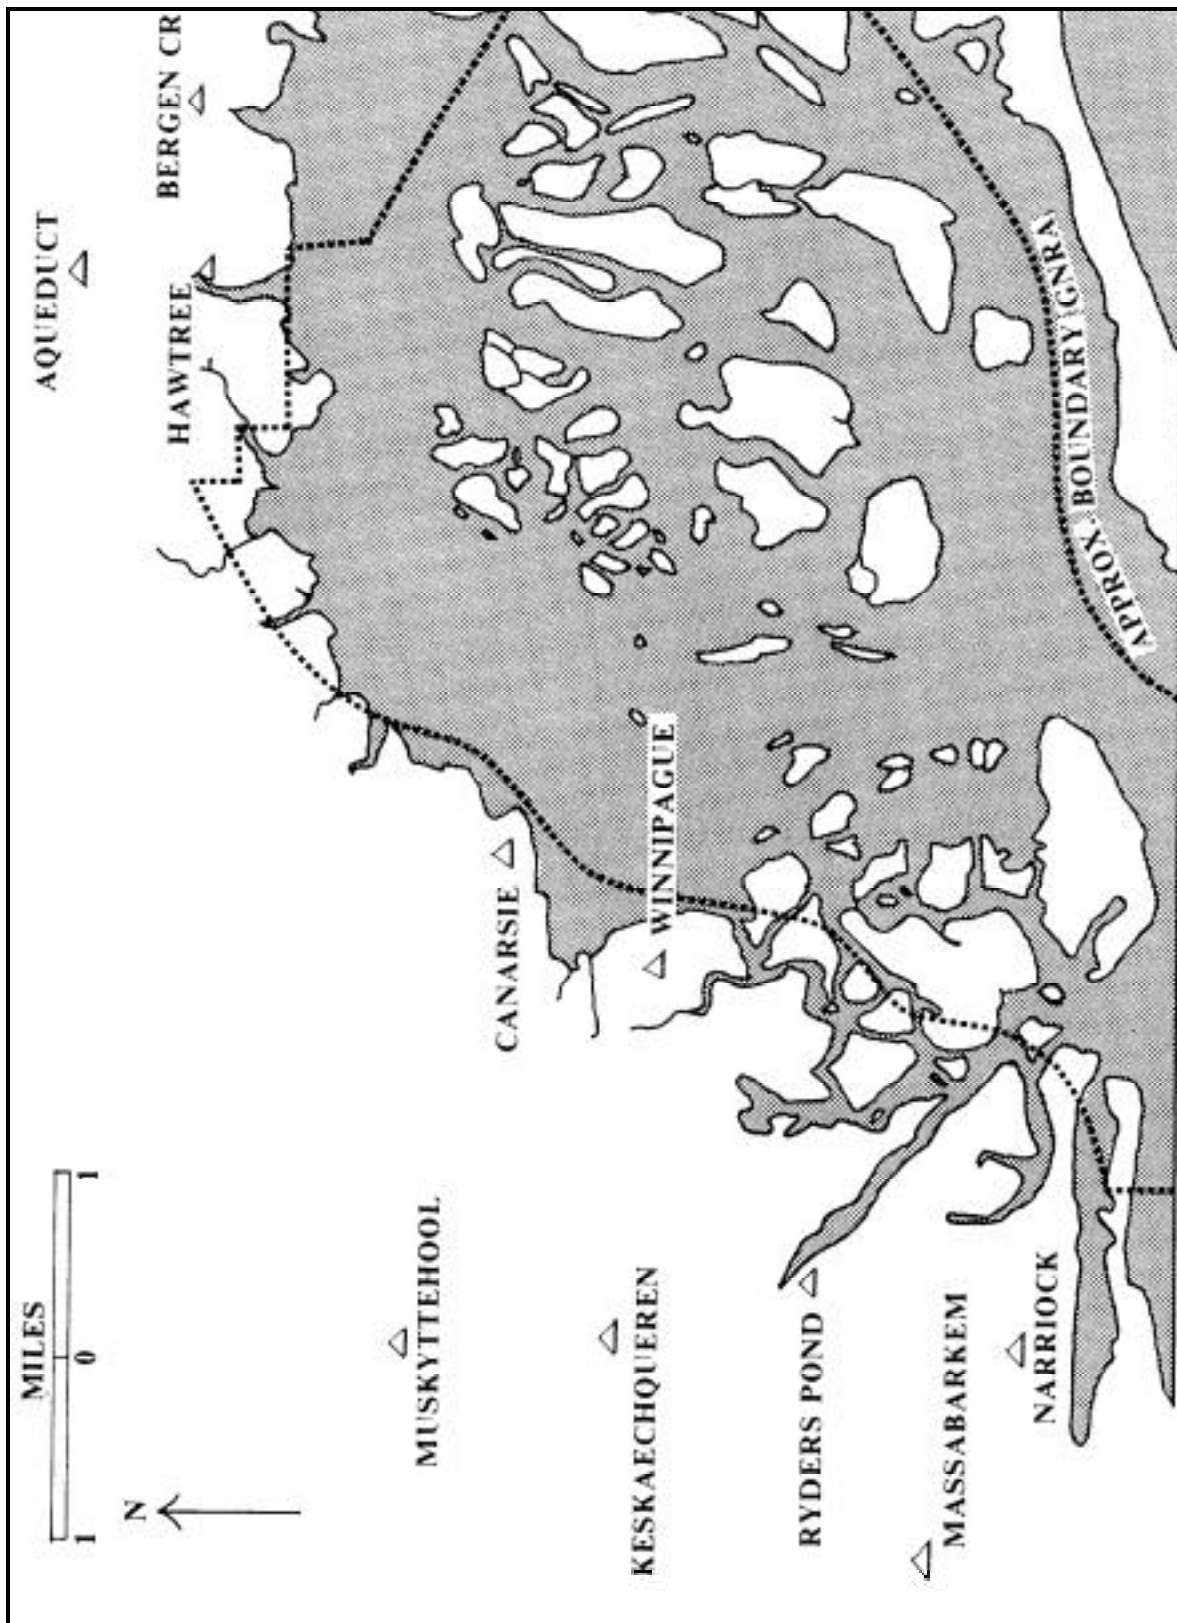 AQUEDUCT
BERGEN CR
HAWTREE
CANARSIE
WINNIPAGUE
APPROX. BOUNDARY GNRA
MILES
1 0 1
N
MUSKYTTEHOOL
KESKAECHQUEREN
RYDERS POND
MASSABARKEM
NARRIOCK